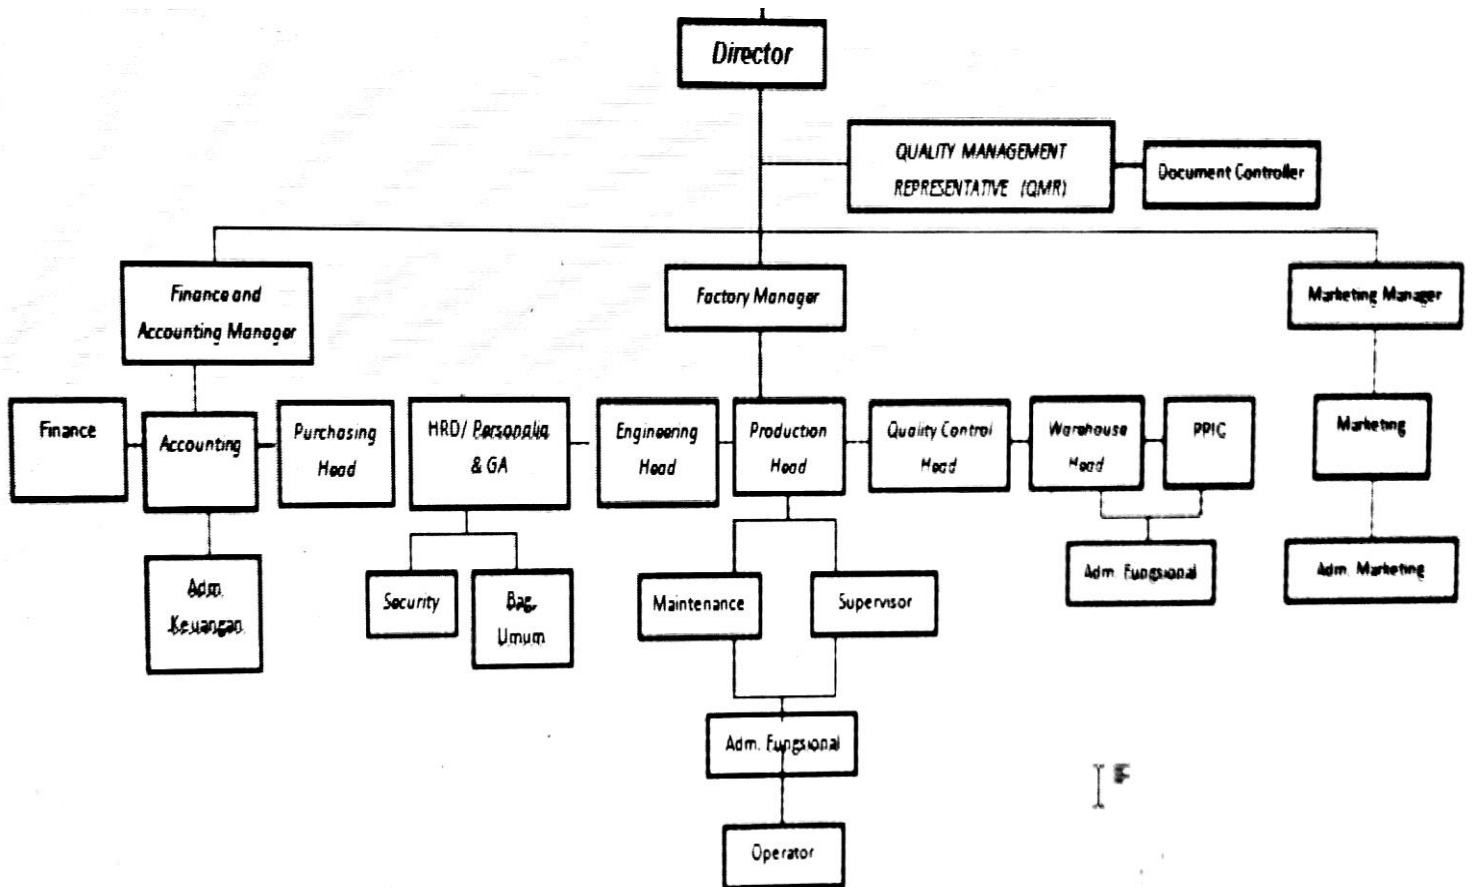 Director
QUALITY MANAGEMENT
REPRESENTATIVE (QMR)
Document Controller
Finance and
Accounting Manager
Factory Manager
Marketing Manager
Finance
Accounting
Purchasing
Head
HRD/ Personalia
& GA
Engineering
Head
Production
Head
Quality Control
Head
Warehouse
Head
PPIC
Marketing
Adm.
Keuangan
Security
Bag.
Umum
Maintenance
Supervisor
Adm. Fungsional
Adm. Marketing
Adm. Fungsional
Operator